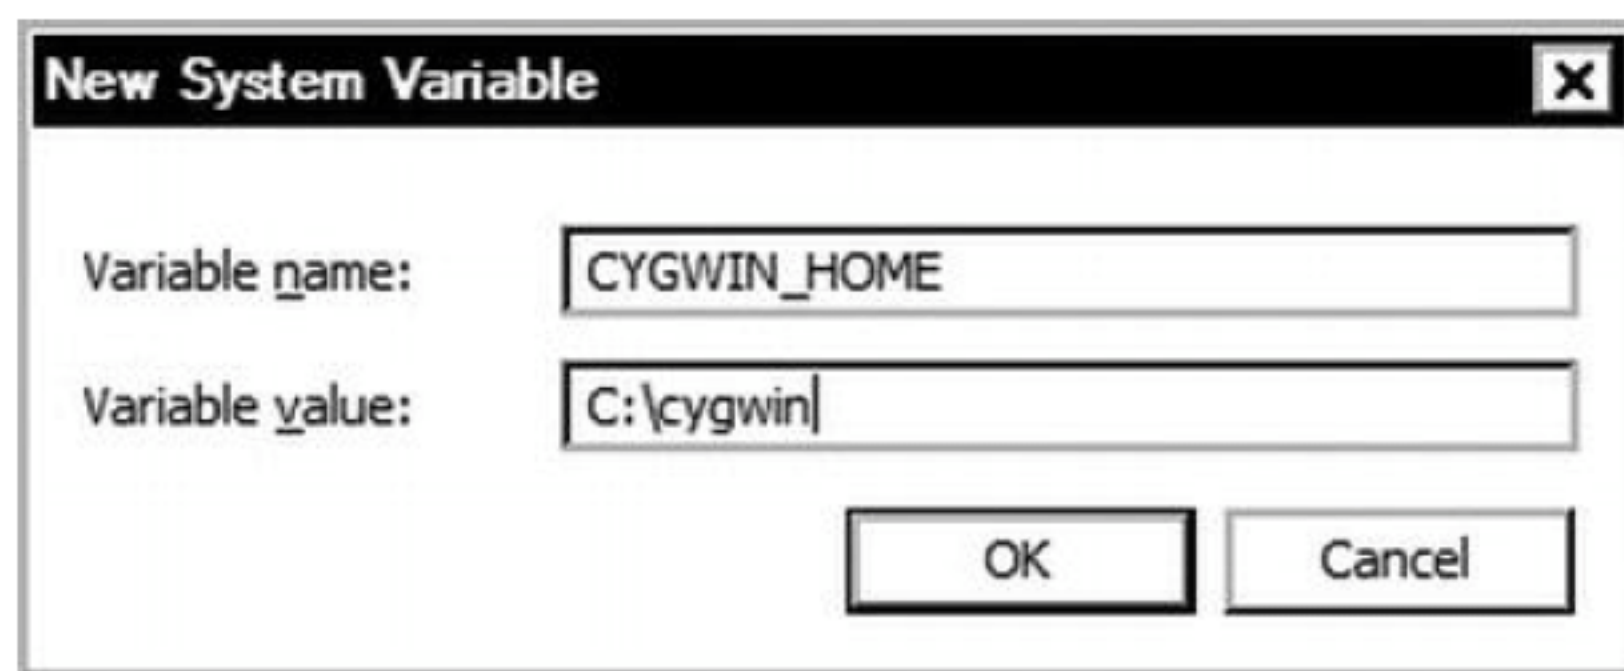 New System Variable
Variable name: CYGWIN_HOME
Variable value: C:\cygwin
OK Cancel